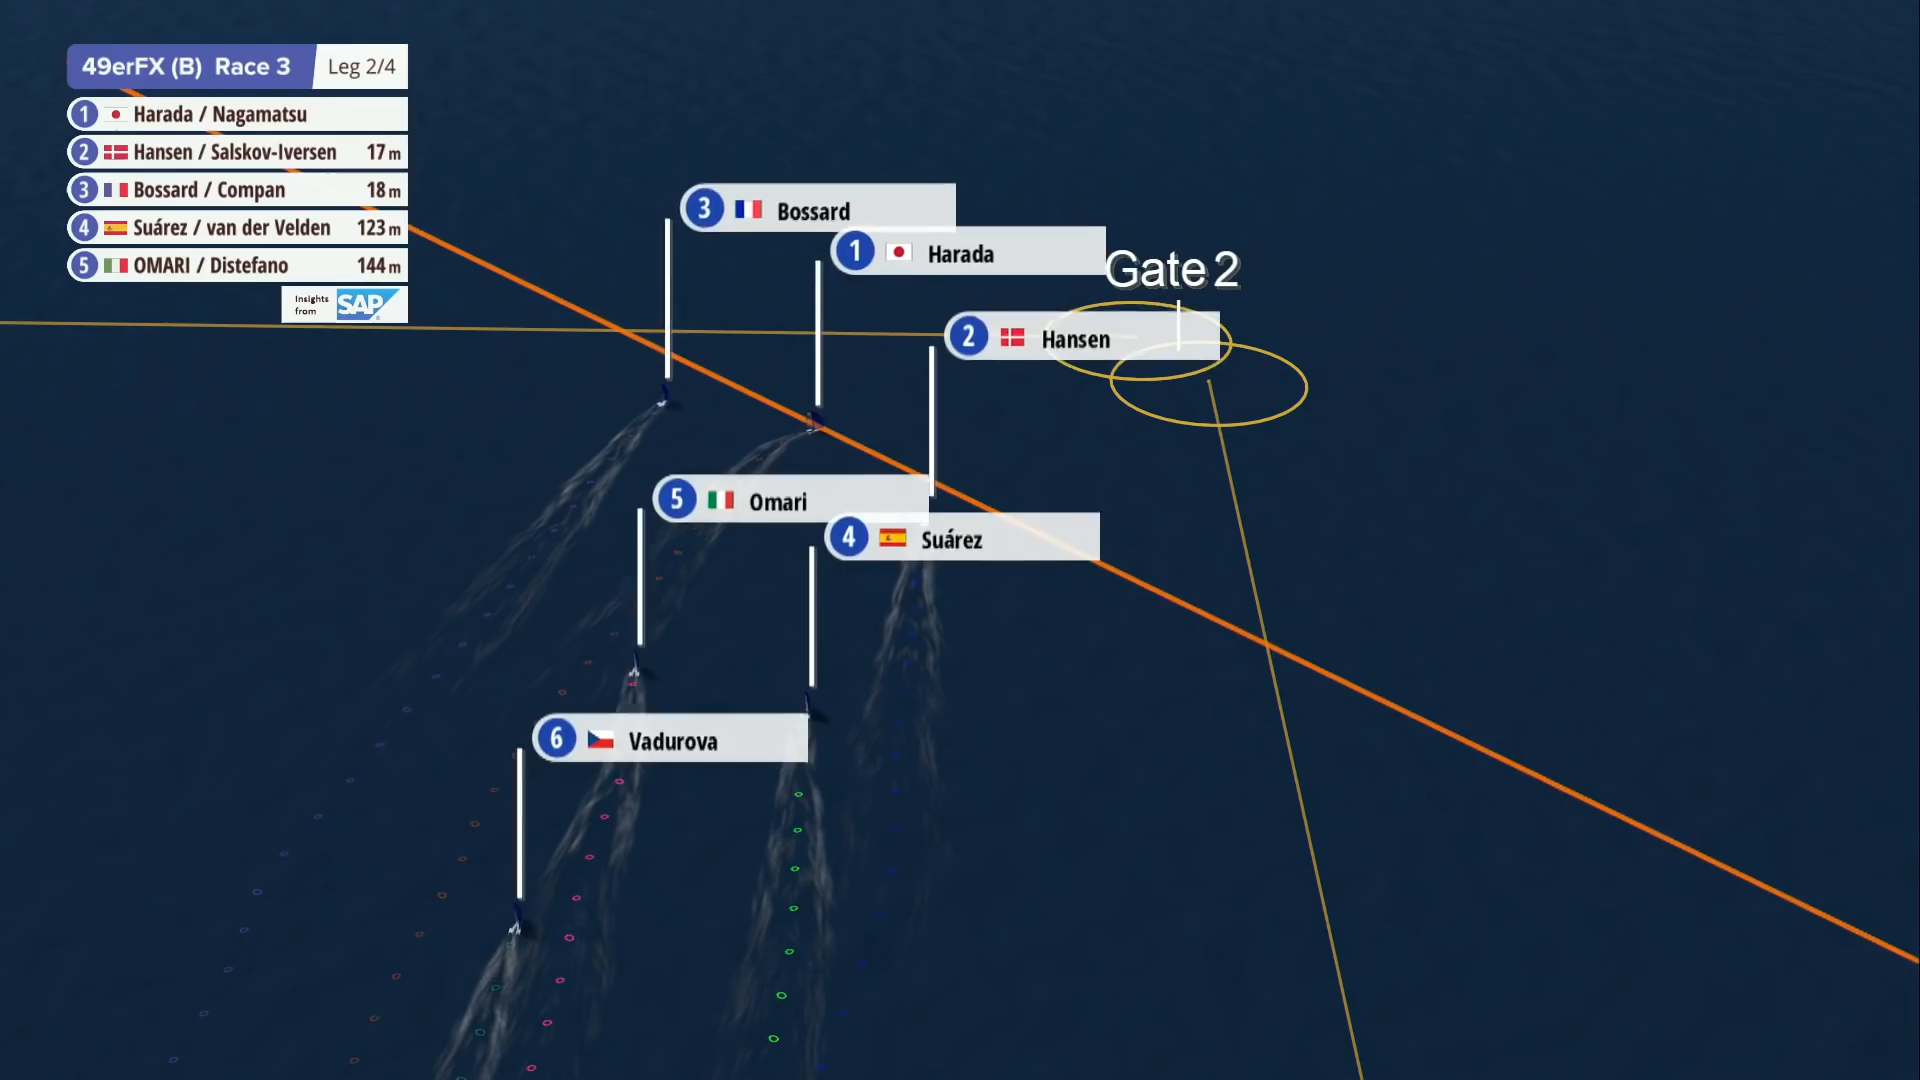 49erFX (B) Race 3 Leg 2/4
1 Harada / Nagamatsu
2 Hansen / Salskov-Iversen 17 m
3 Bossard / Compan 18 m
4 Suárez / van der Velden 123 m
5 OMARI / Distefano 144 m
Insights from SAP
3 Bossard
1 Harada
Gate 2
2 Hansen
5 Omari
4 Suárez
6 Vadurova